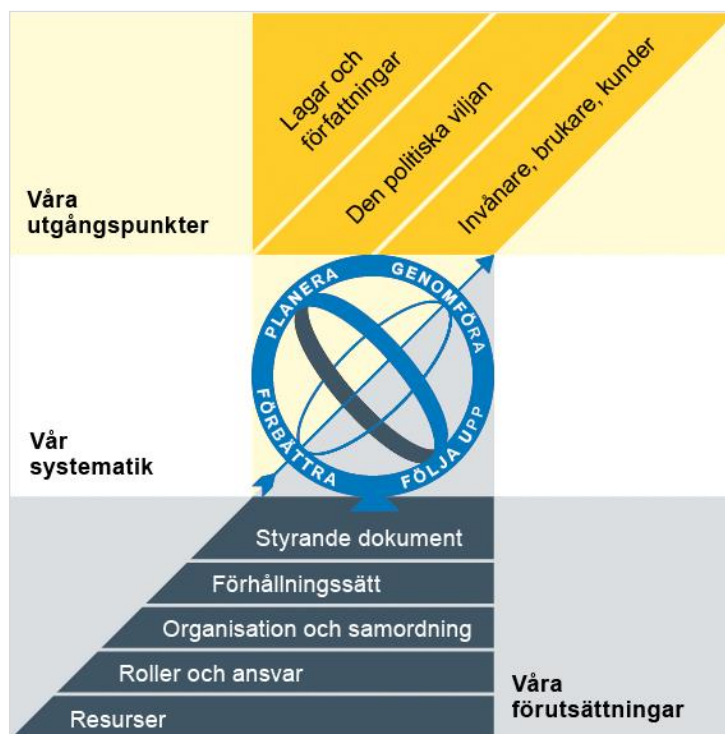 Lagar och
författningar
Den politiska viljan
Invånare, brukare, kunder
Våra
utgångspunkter
PLANERA
GENOMFÖRA
FÖLJA UPP
FÖRBÄTTRA
Vår
systematik
Styrande dokument
Förhållningssätt
Organisation och samordning
Roller och ansvar
Resurser
Våra
förutsättningar